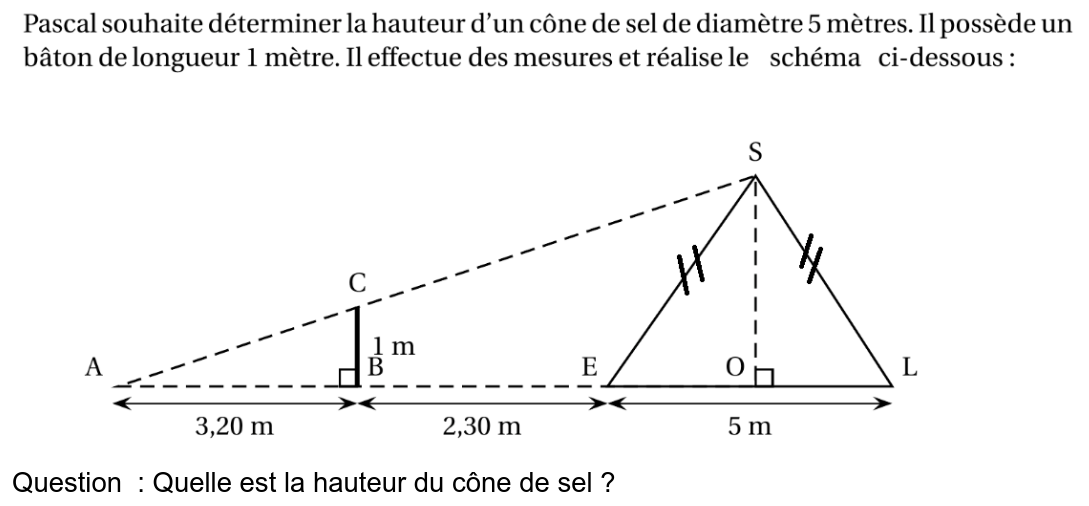 Pascal souhaite déterminer la hauteur d'un cône de sel de diamètre 5 mètres. Il possède un
bâton de longueur 1 mètre. Il effectue des mesures et réalise le schéma ci-dessous :
S
C
1 m
A
B
E
O
L
3,20 m
2,30 m
5 m
Question : Quelle est la hauteur du cône de sel ?